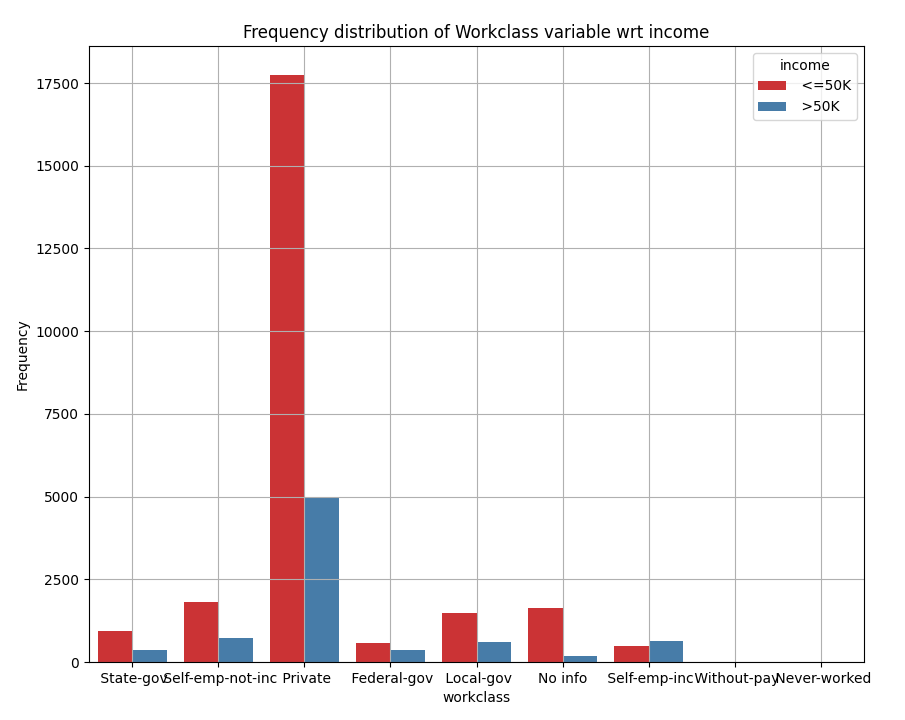 Frequency distribution of Workclass variable wrt income
income
<=50K
>50K
Frequency
17500
15000
12500
10000
7500
5000
2500
0
State-gov Self-emp-not-inc Private Federal-gov Local-gov No info Self-emp-inc Without-pay Never-worked
workclass